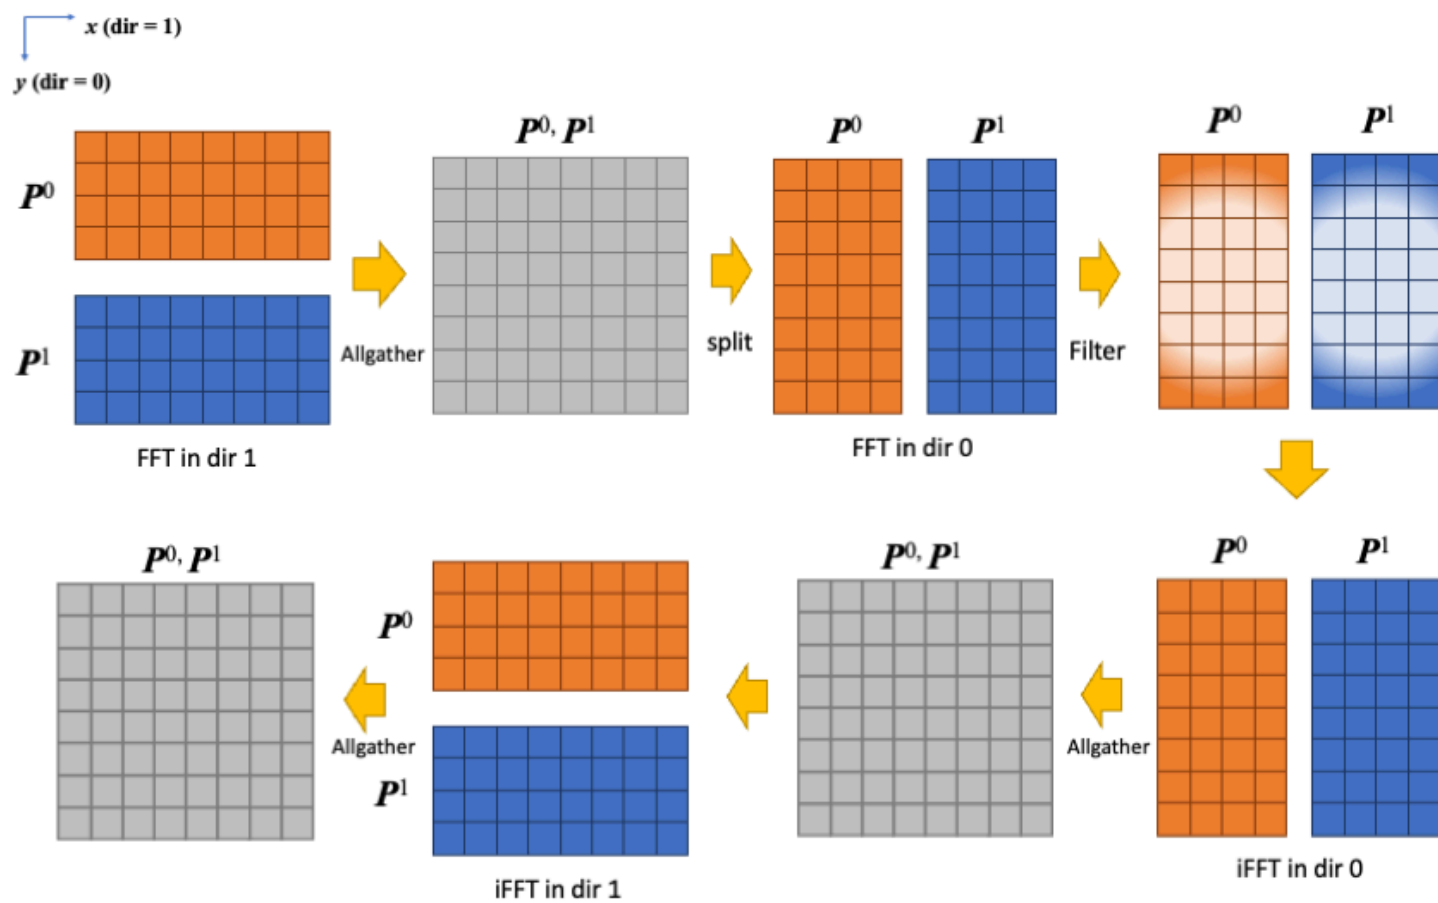 x (dir = 1)
y (dir = 0)
P⁰
P¹
FFT in dir 1
Allgather
P⁰, P¹
split
P⁰ P¹
FFT in dir 0
Filter
P⁰ P¹
P⁰ P¹
iFFT in dir 0
Allgather
P⁰, P¹
P⁰
P¹
iFFT in dir 1
Allgather
P⁰, P¹